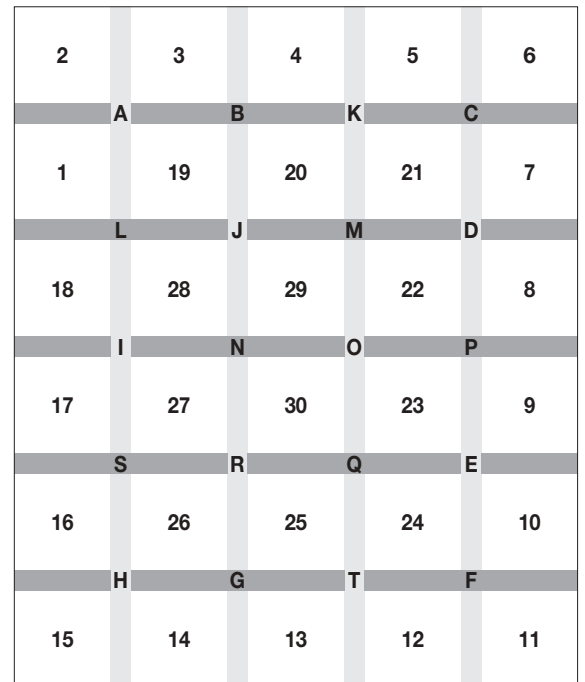 2 3 4 5 6
A B K C
1 19 20 21 7
L J M D
18 28 29 22 8
I N O P
17 27 30 23 9
S R Q E
16 26 25 24 10
H G T F
15 14 13 12 11